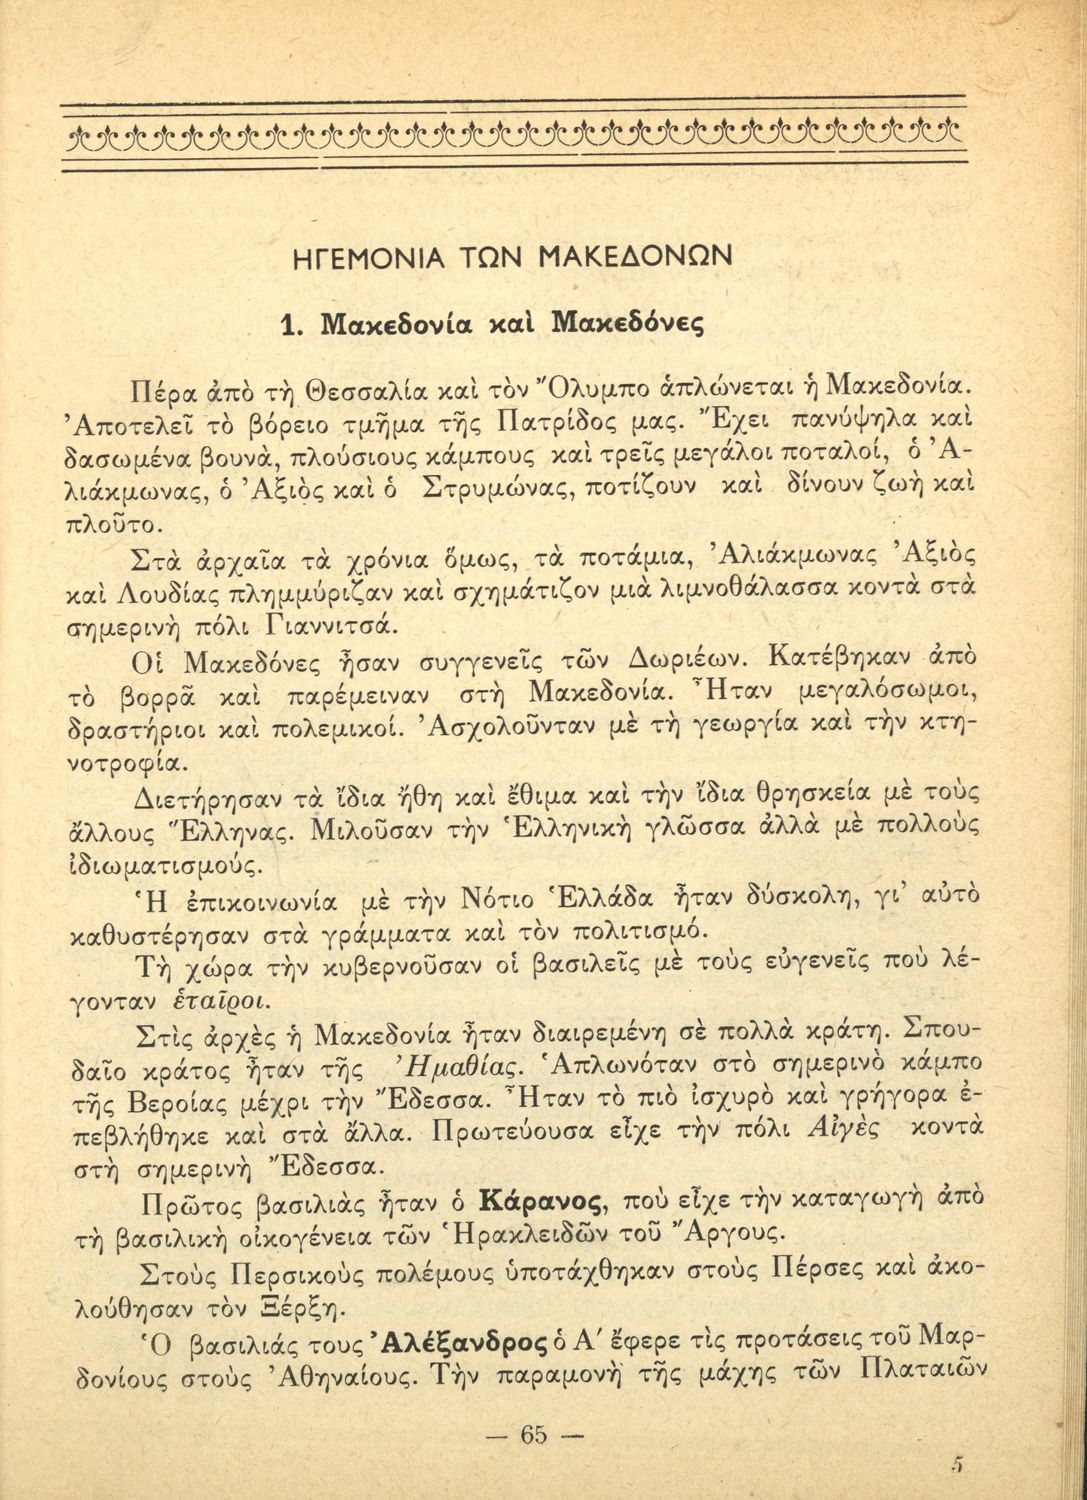 ΗΓΕΜΟΝΙΑ ΤΩΝ ΜΑΚΕΔΟΝΩΝ
1. Μακεδονία καὶ Μακεδόνες
Πέρα ἀπὸ τὴ Θεσσαλία καὶ τὸν Ὄλυμπο ἁπλώνεται ἡ Μακεδονία.
Ἀποτελεῖ τὸ βόρειο τμῆμα τῆς Πατρίδος μας. Ἔχει πανύψηλα καὶ
δασωμένα βουνὰ, πλούσιους κάμπους καὶ τρεῖς μεγάλοι ποταλοί, ὁ Ἀ-
λιάκμωνας, ὁ Ἀξιὸς καὶ ὁ Στρυμώνας, ποτίζουν καὶ δίνουν ζωὴ καὶ
πλοῦτο.
Στὰ ἀρχαῖα τὰ χρόνια ὅμως, τὰ ποτάμια, Ἀλιάκμωνας Ἀξιὸς
καὶ Λουδίας πλημμύριζαν καὶ σχημάτιζον μιὰ λιμνοθάλασσα κοντὰ στὰ
σημερινὴ πόλι Γιαννιτσά.
Οἱ Μακεδόνες ἦσαν συγγενεῖς τῶν Δωριέων. Κατέβηκαν ἀπὸ
τὸ βορρᾶ καὶ παρέμειναν στὴ Μακεδονία. Ἦταν μεγαλόσωμοι,
δραστήριοι καὶ πολεμικοί. Ἀσχολοῦνταν μὲ τὴ γεωργία καὶ τὴν κτη-
νοτροφία.
Διετήρησαν τὰ ἴδια ἤθη καὶ ἔθιμα καὶ τὴν ἴδια θρησκεία μὲ τοὺς
ἄλλους Ἕλληνας. Μιλοῦσαν τὴν Ἑλληνικὴ γλῶσσα ἀλλὰ μὲ πολλοὺς
ἰδιωματισμούς.
Ἡ ἐπικοινωνία μὲ τὴν Νότιο Ἑλλάδα ἦταν δύσκολη, γι’ αὐτὸ
καθυστέρησαν στὰ γράμματα καὶ τὸν πολιτισμό.
Τὴ χώρα τὴν κυβερνοῦσαν οἱ βασιλεῖς μὲ τοὺς εὐγενεῖς ποὺ λέ-
γονταν ἑταῖροι.
Στὶς ἀρχὲς ἡ Μακεδονία ἦταν διαιρεμένη σὲ πολλὰ κράτη. Σπου-
δαῖο κράτος ἦταν τῆς Ἠμαθίας. Ἁπλωνόταν στὸ σημερινὸ κάμπο
τῆς Βεροίας μέχρι τὴν Ἔδεσσα. Ἦταν τὸ πιὸ ἰσχυρὸ καὶ γρήγορα ἐ-
πεβλήθηκε καὶ στὰ ἄλλα. Πρωτεύουσα εἶχε τὴν πόλι Αἰγὲς κοντὰ
στὴ σημερινὴ Ἔδεσσα.
Πρῶτος βασιλιὰς ἦταν ὁ Κάρανος, ποὺ εἶχε τὴν καταγωγὴ ἀπὸ
τὴ βασιλικὴ οἰκογένεια τῶν Ἡρακλειδῶν τοῦ Ἄργους.
Στοὺς Περσικοὺς πολέμους ὑποτάχθηκαν στοὺς Πέρσες καὶ ἀκο-
λούθησαν τὸν Ξέρξη.
Ὁ βασιλιάς τους Ἀλέξανδρος ὁ Α΄ ἔφερε τὶς προτάσεις τοῦ Μαρ-
δονίους στοὺς Ἀθηναίους. Τὴν παραμονὴ τῆς μάχης τῶν Πλαταιῶν
— 65 —
5